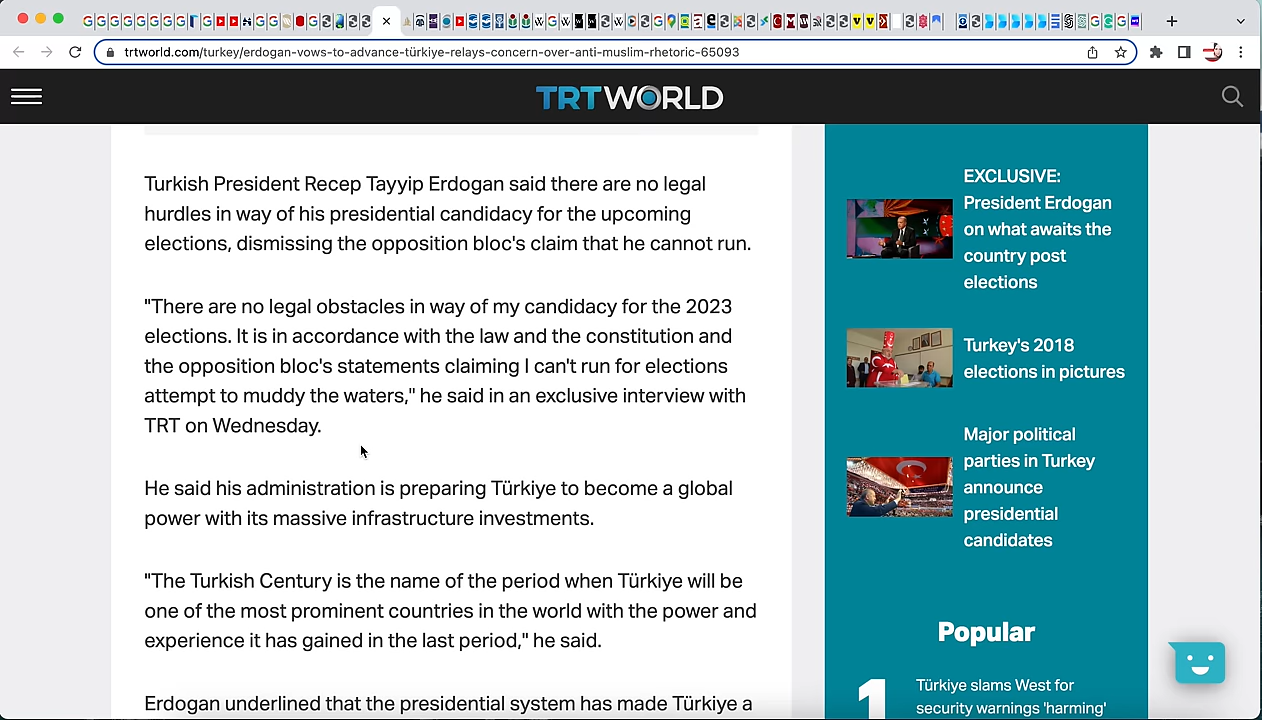 trtworld.com/turkey/erdogan-vows-to-advance-türkiye-relays-concern-over-anti-muslim-rhetoric-65093
TRT WORLD
Turkish President Recep Tayyip Erdogan said there are no legal
hurdles in way of his presidential candidacy for the upcoming
elections, dismissing the opposition bloc's claim that he cannot run.
"There are no legal obstacles in way of my candidacy for the 2023
elections. It is in accordance with the law and the constitution and
the opposition bloc's statements claiming I can't run for elections
attempt to muddy the waters," he said in an exclusive interview with
TRT on Wednesday.
He said his administration is preparing Türkiye to become a global
power with its massive infrastructure investments.
"The Turkish Century is the name of the period when Türkiye will be
one of the most prominent countries in the world with the power and
experience it has gained in the last period," he said.
Erdogan underlined that the presidential system has made Türkiye a
EXCLUSIVE:
President Erdogan
on what awaits the
country post
elections
Turkey's 2018
elections in pictures
Major political
parties in Turkey
announce
presidential
candidates
Popular
1
Türkiye slams West for
security warnings 'harming'